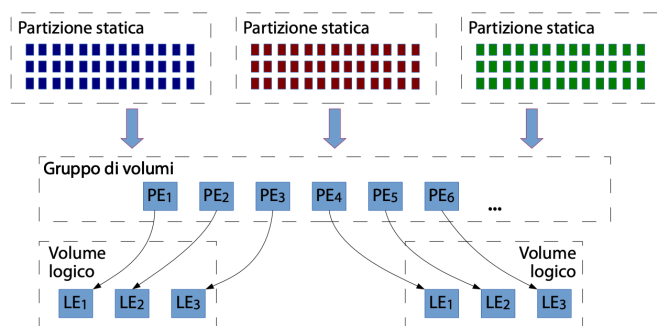 Partizione statica Partizione statica Partizione statica
Gruppo di volumi
PE1 PE2 PE3 PE4 PE5 PE6 ...
Volume logico
Volume logico
LE1 LE2 LE3 LE1 LE2 LE3